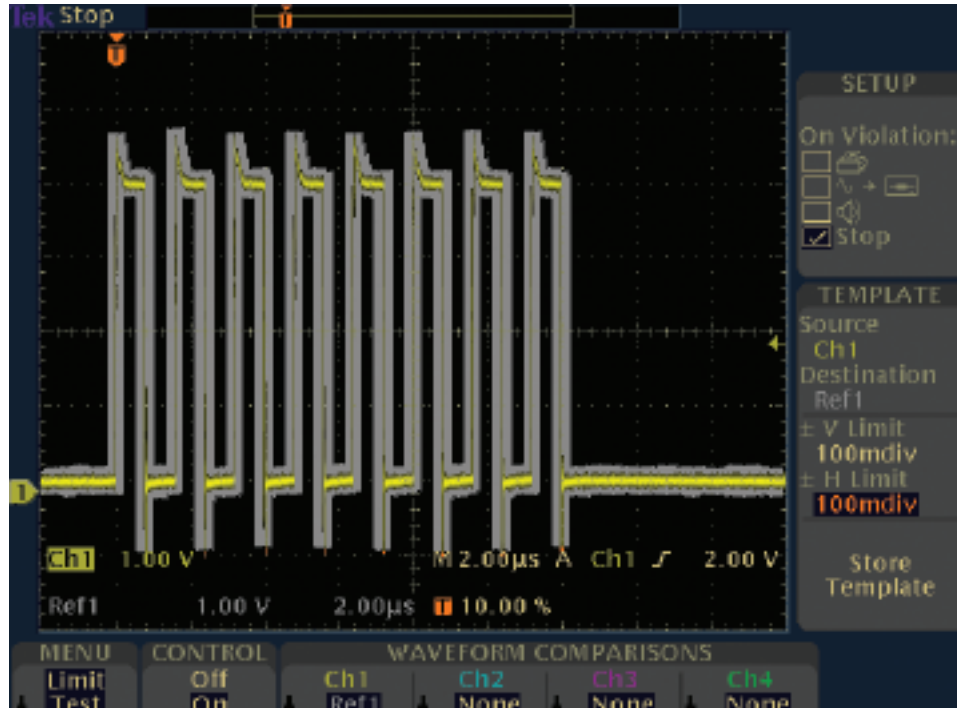 Tek Stop
T
T
SETUP
On Violation:
Stop
TEMPLATE
Source
Ch1
Destination
Ref1
± V Limit
100mdiv
± H Limit
100mdiv
Store
Template
1
Ch1 1.00 V M 2.00µs A Ch1 2.00 V
Ref1 1.00 V 2.00µs T 10.00 %
MENU CONTROL WAVEFORM COMPARISONS
Limit Off Ch1 Ch2 Ch3 Ch4
Test On Ref1 None None None